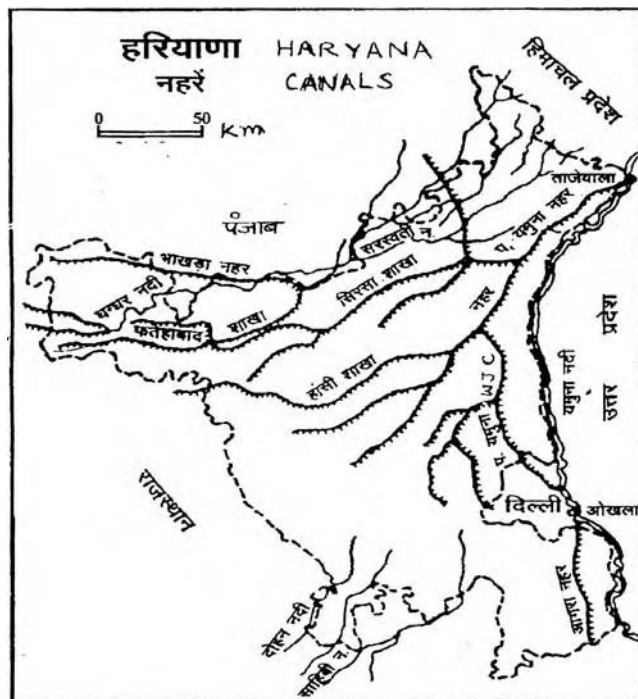 हरियाणा HARYANA
नहरें CANALS
0 50 Km
हिमाचल प्रदेश
ताजेवाला
पंजाब
सरस्वती न.
प. यमुना नहर
भाखड़ा नहर
घग्घर नदी
सिरसा शाखा
फतेहाबाद शाखा
नहर
हांसी शाखा
प. यमुना WJC
यमुना नदी
उत्तर प्रदेश
राजस्थान
दिल्ली
ओखला
आगरा नहर
दोहन नदी
साहिबी न.